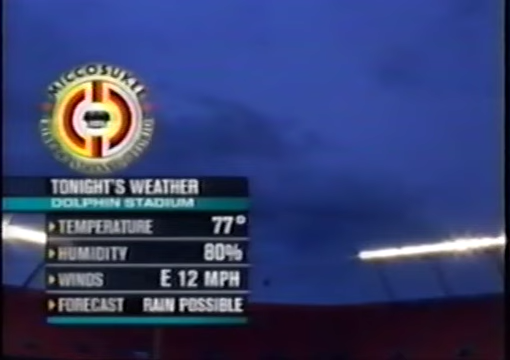 MICCOSUKEE
TONIGHT'S WEATHER
DOLPHIN STADIUM
TEMPERATURE 77°
HUMIDITY 80%
WINDS E 12 MPH
FORECAST RAIN POSSIBLE